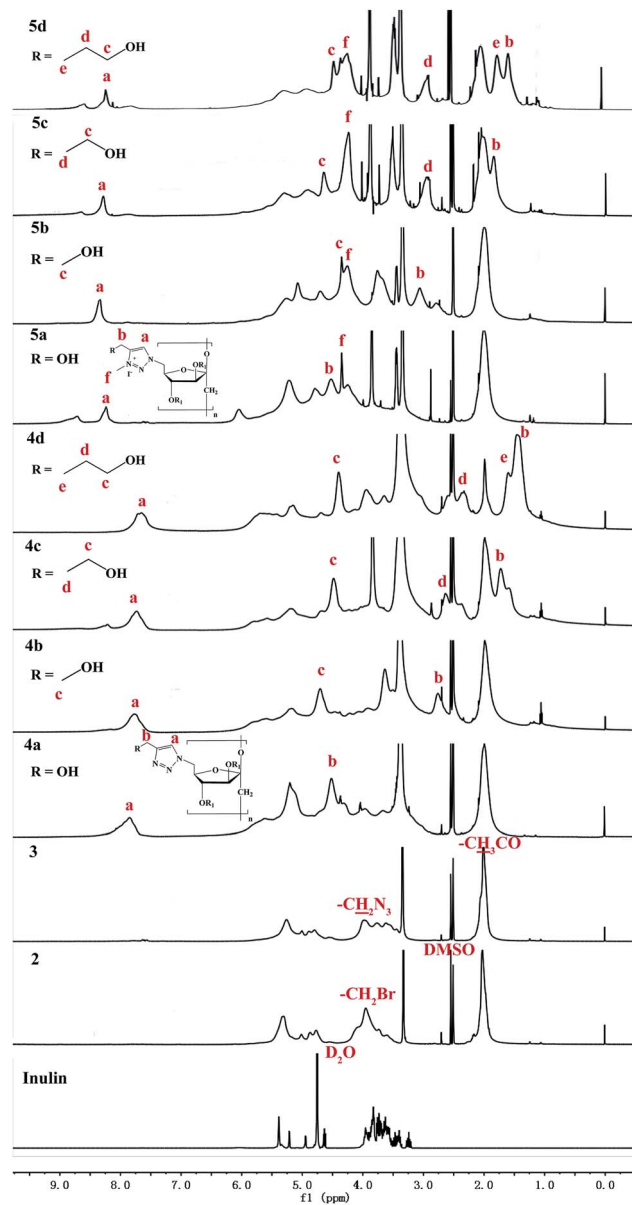 5d
R =
d
OH
c
e
a
c
f
d
e
b
5c
R =
c
OH
d
a
c
f
d
b
5b
R =
OH
c
a
c
f
b
5a
R = OH
b
a
R
N
N
N
+
I-
f
O
OR1
OR1
O
CH2
n
a
b
f
4d
R =
d
OH
c
e
a
c
d
e
b
4c
R =
c
OH
d
a
c
d
b
4b
R =
OH
c
a
c
b
4a
R = OH
b
a
R
N
N
N
O
OR1
OR1
O
CH2
n
a
b
3
-CH2N3
-CH3CO
2
-CH2Br
DMSO
Inulin
D2O
9.0 8.0 7.0 6.0 5.0 4.0 3.0 2.0 1.0 0.0
f1 (ppm)